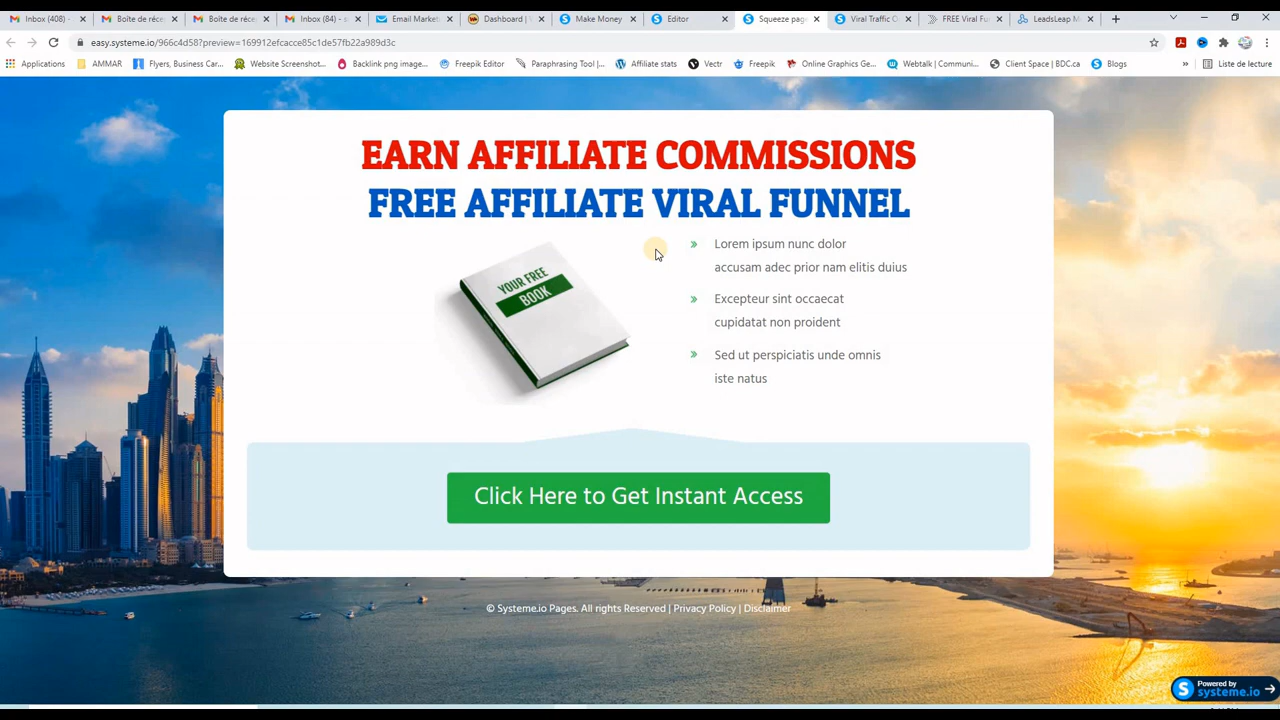 Inbox (408) -
Boîte de récep
Boîte de récep
Inbox (84) - s
Email Market
Dashboard | W
Make Money
Editor
Squeeze page
Viral Traffic O
FREE Viral Fu
LeadsLeap M
easy.systeme.io/966c4d58?preview=169912efcacce85c1de57fb22a989d3c
Applications
AMMAR
Flyers, Business Car...
Website Screenshot...
Backlink png image...
Freepik Editor
Paraphrasing Tool |...
Affiliate stats
Vectr
Freepik
Online Graphics Ge...
Webtalk | Communi...
Client Space | BDC.ca
Blogs
Liste de lecture
EARN AFFILIATE COMMISSIONS
FREE AFFILIATE VIRAL FUNNEL
YOUR FREE
BOOK
Lorem ipsum nunc dolor
accusam adec prior nam elitis duius
Excepteur sint occaecat
cupidatat non proident
Sed ut perspiciatis unde omnis
iste natus
Click Here to Get Instant Access
© Systeme.io Pages. All rights Reserved | Privacy Policy | Disclaimer
Powered by
systeme.io